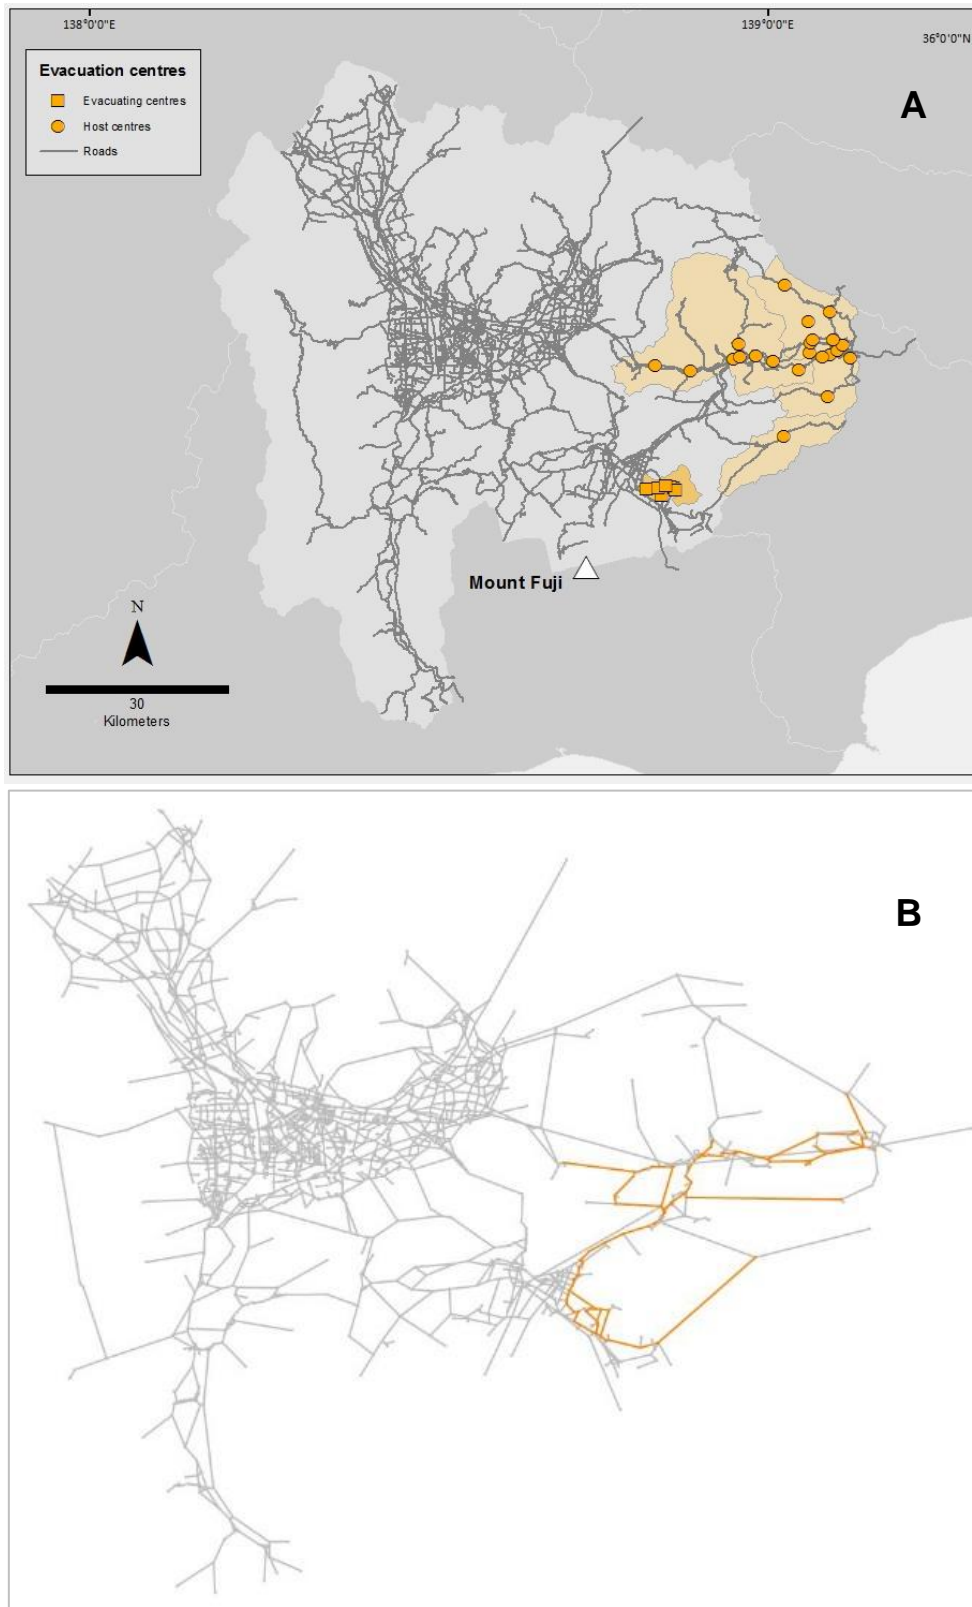 138°0'0"E
139°0'0"E
36°0'0"N
Evacuation centres
Evacuating centres
Host centres
Roads
A
Mount Fuji
N
30
Kilometers
B